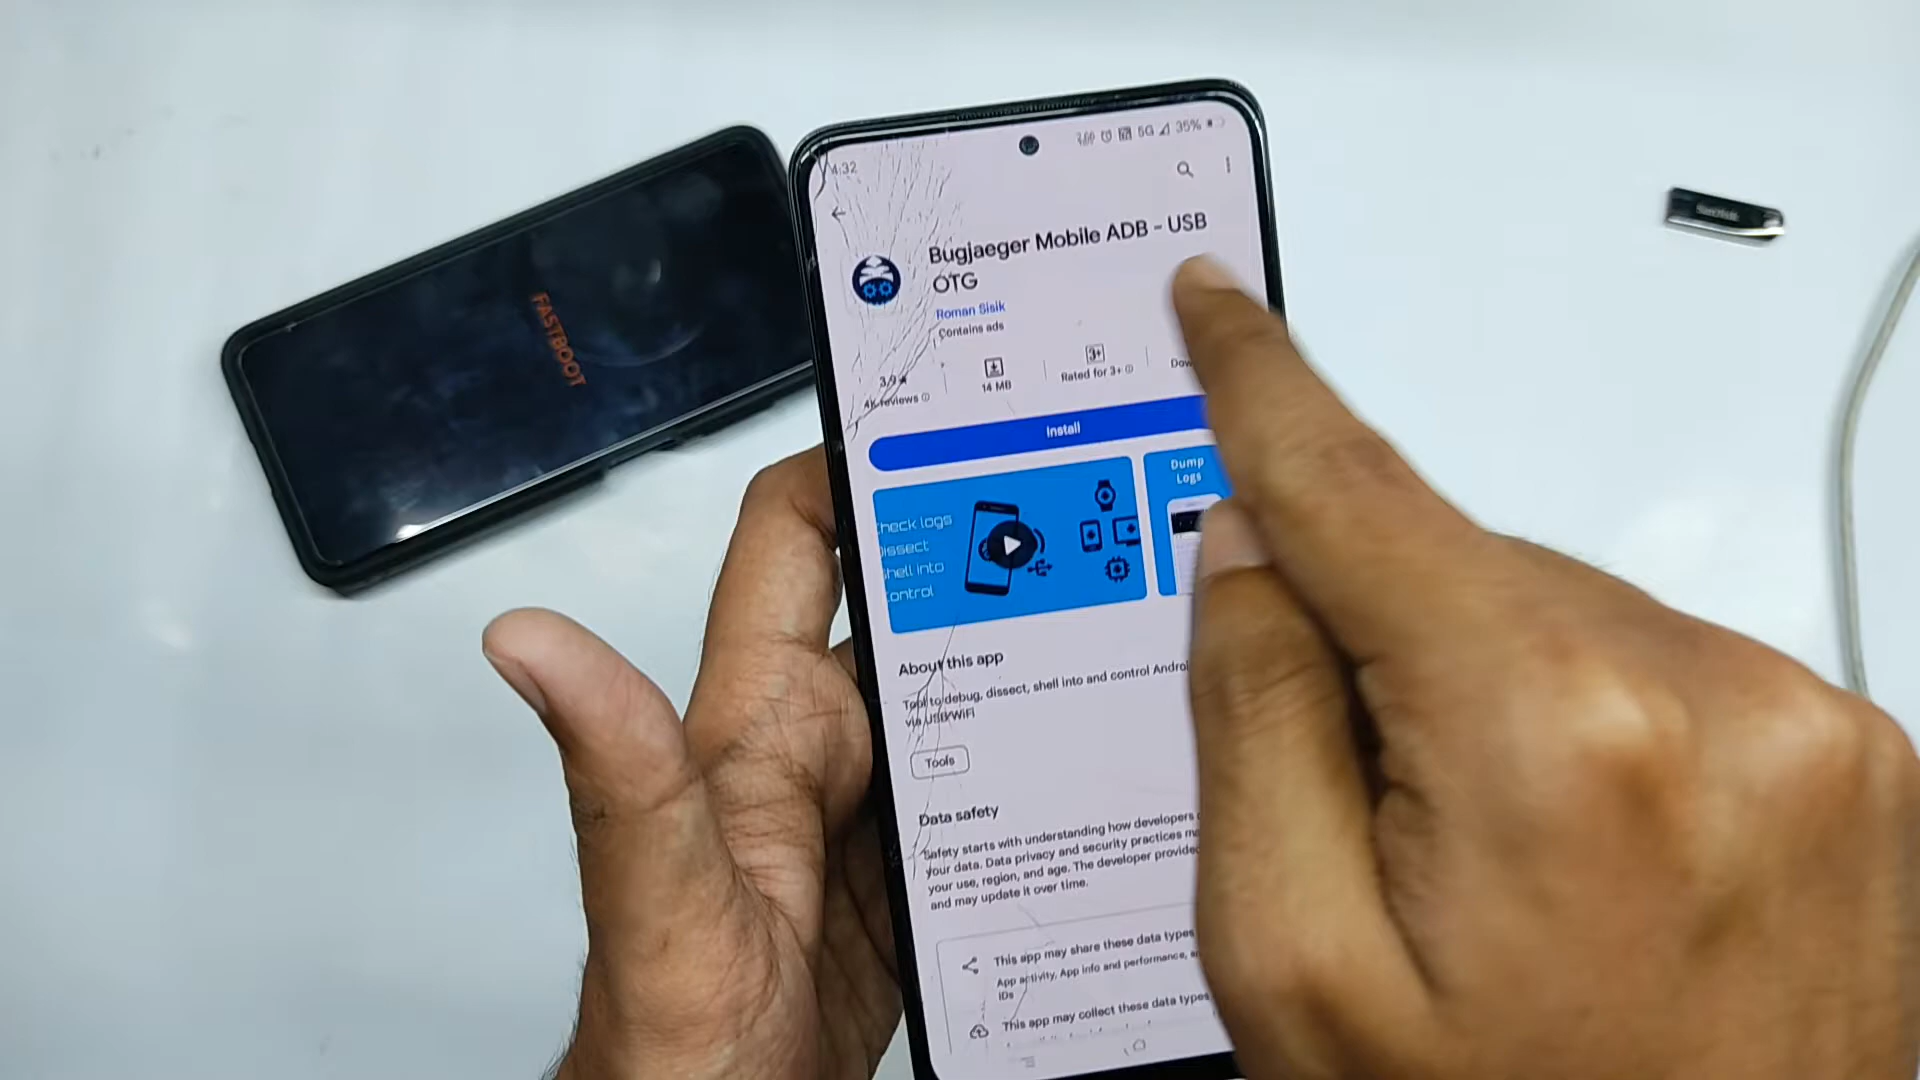 FASTBOOT
4:32
5G
35%
Bugjaeger Mobile ADB - USB
OTG
Roman Sisik
Contains ads
3.9★
4K reviews
14 MB
3+
Rated for 3+
Install
Check logs
Dissect
Shell into
Control
Dump
Logs
About this app
Tool to debug, dissect, shell into and control
via USB/WiFi
Tools
Data safety
Safety starts with understanding how developers
your data. Data privacy and security practices
your use, region, and age. The developer provided
and may update it over time.
This app may share these data types
App activity, App info and performance,
IDs
This app may collect these data types
SanDisk